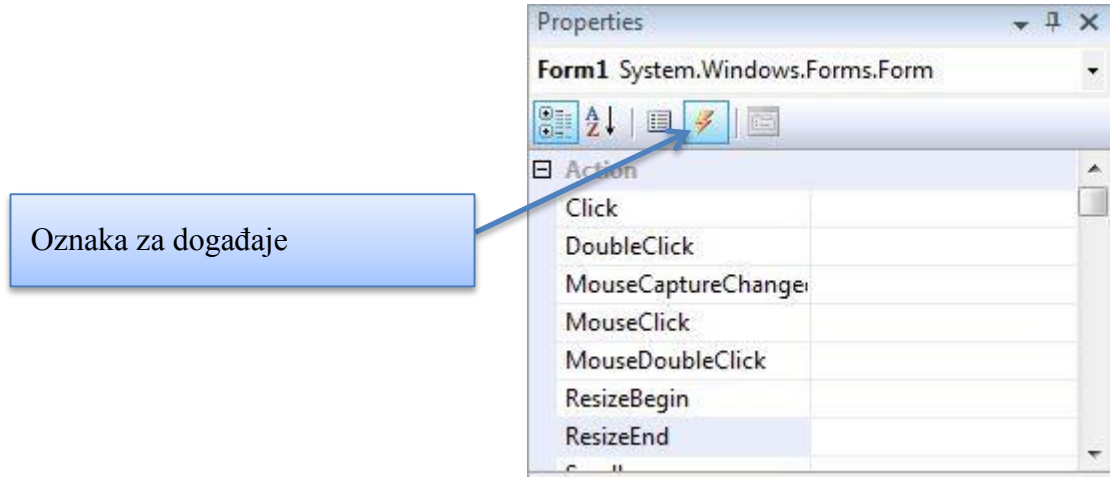 Properties
Form1 System.Windows.Forms.Form
Action
Click
Oznaka za događaje
DoubleClick
MouseCaptureChange
MouseClick
MouseDoubleClick
ResizeBegin
ResizeEnd